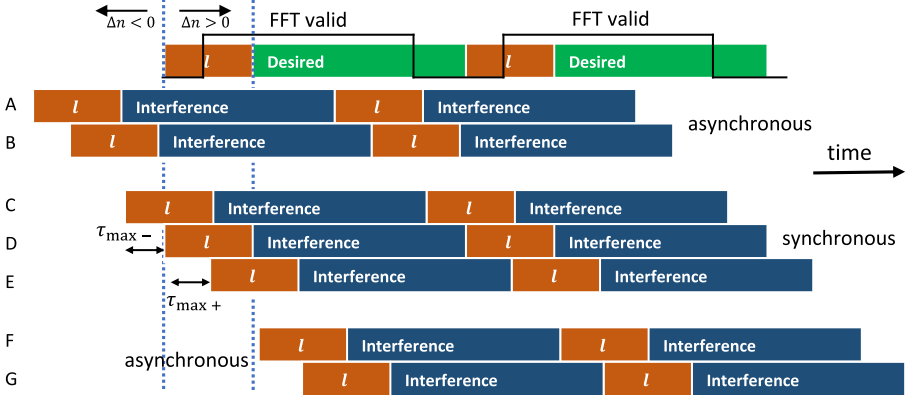 Δn < 0 Δn > 0 FFT valid FFT valid
l Desired l Desired
A l Interference l Interference
asynchronous
B l Interference l Interference
time
C l Interference l Interference
τmax −
D l Interference l Interference
synchronous
E l Interference l Interference
τmax +
F l Interference l Interference
asynchronous
G l Interference l Interference